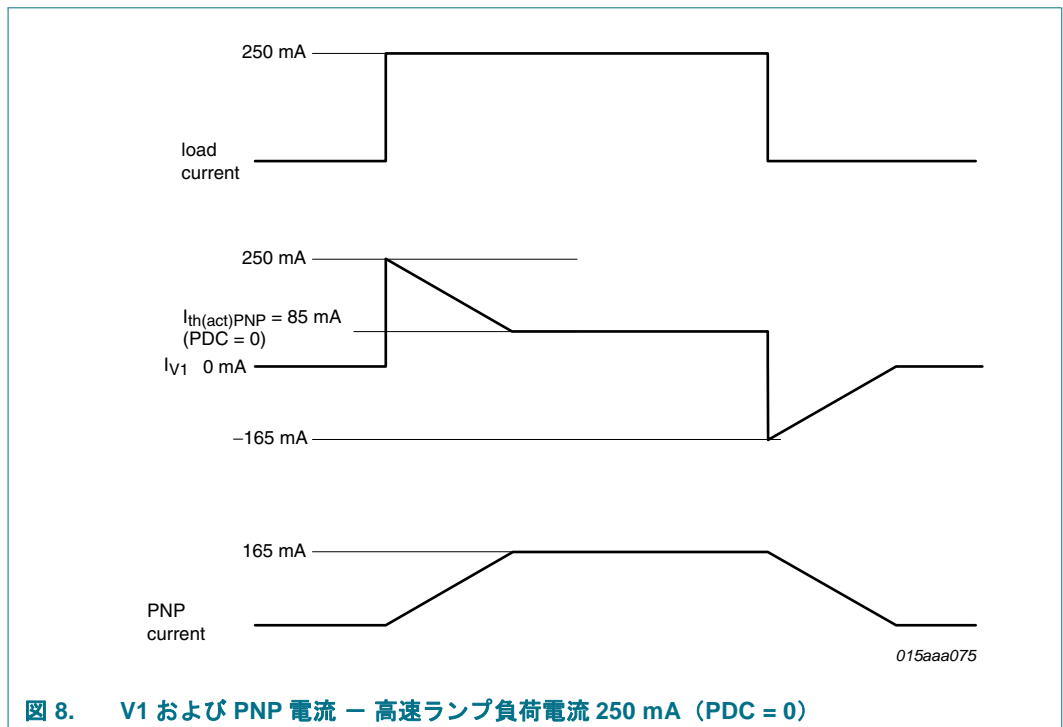 250 mA
load
current
250 mA
Ith(act)PNP = 85 mA
(PDC = 0)
IV1 0 mA
−165 mA
165 mA
PNP
current
015aaa075
図 8. V1 および PNP 電流 − 高速ランプ負荷電流 250 mA（PDC = 0）